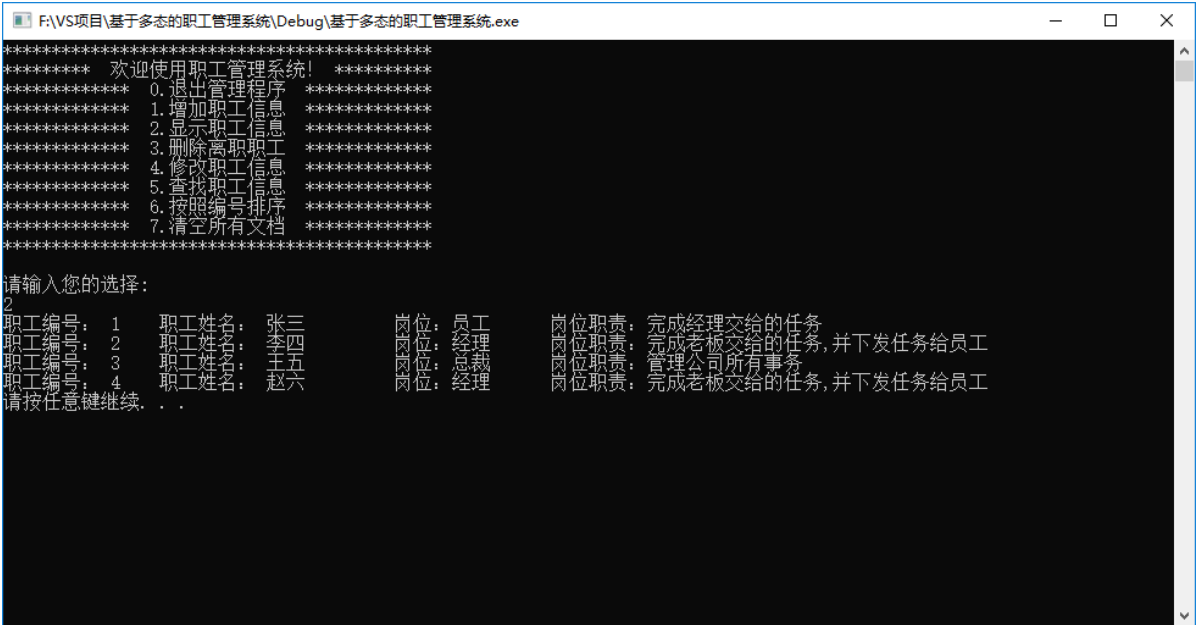 F:\VS项目\基于多态的职工管理系统\Debug\基于多态的职工管理系统.exe
********************************************
*********  欢迎使用职工管理系统!  **********
*************  0.退出管理程序  *************
*************  1.增加职工信息  *************
*************  2.显示职工信息  *************
*************  3.删除离职职工  *************
*************  4.修改职工信息  *************
*************  5.查找职工信息  *************
*************  6.按照编号排序  *************
*************  7.清空所有文档  *************
********************************************
请输入您的选择:
2
职工编号: 1 职工姓名: 张三 岗位:员工 岗位职责:完成经理交给的任务
职工编号: 2 职工姓名: 李四 岗位:经理 岗位职责:完成老板交给的任务,并下发任务给员工
职工编号: 3 职工姓名: 王五 岗位:总裁 岗位职责:管理公司所有事务
职工编号: 4 职工姓名: 赵六 岗位:经理 岗位职责:完成老板交给的任务,并下发任务给员工
请按任意键继续. . .